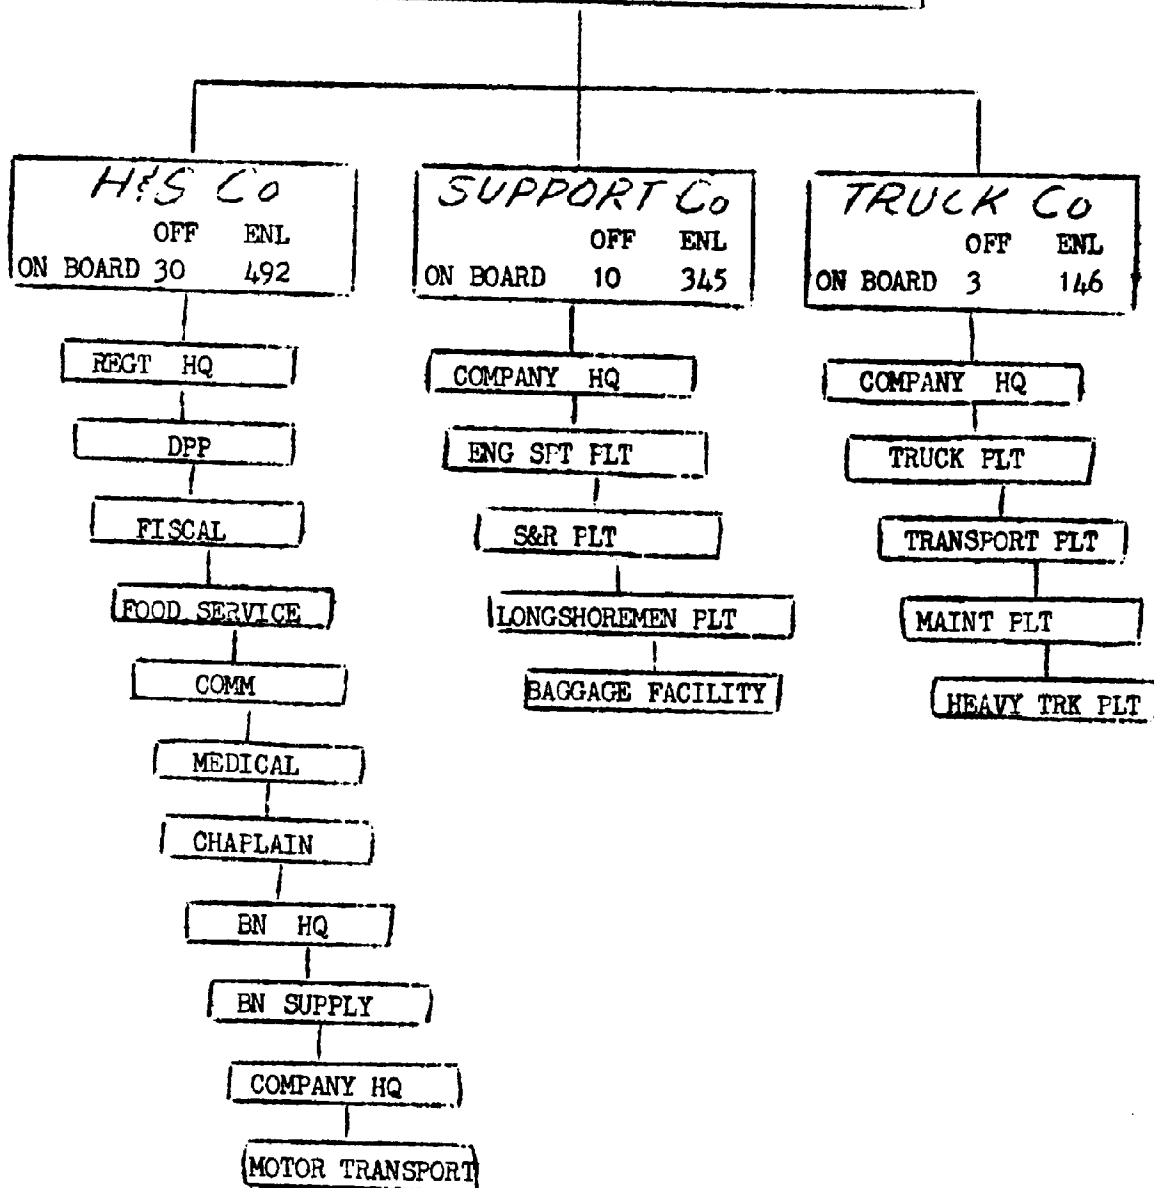 H&S Co
OFF ENL
ON BOARD 30 492
REGT HQ
DPP
FISCAL
FOOD SERVICE
COMM
MEDICAL
CHAPLAIN
BN HQ
BN SUPPLY
COMPANY HQ
MOTOR TRANSPORT
SUPPORT Co
OFF ENL
ON BOARD 10 345
COMPANY HQ
ENG SPT PLT
S&R PLT
LONGSHOREMEN PLT
BAGGAGE FACILITY
TRUCK Co
OFF ENL
ON BOARD 3 146
COMPANY HQ
TRUCK PLT
TRANSPORT PLT
MAINT PLT
HEAVY TRK PLT